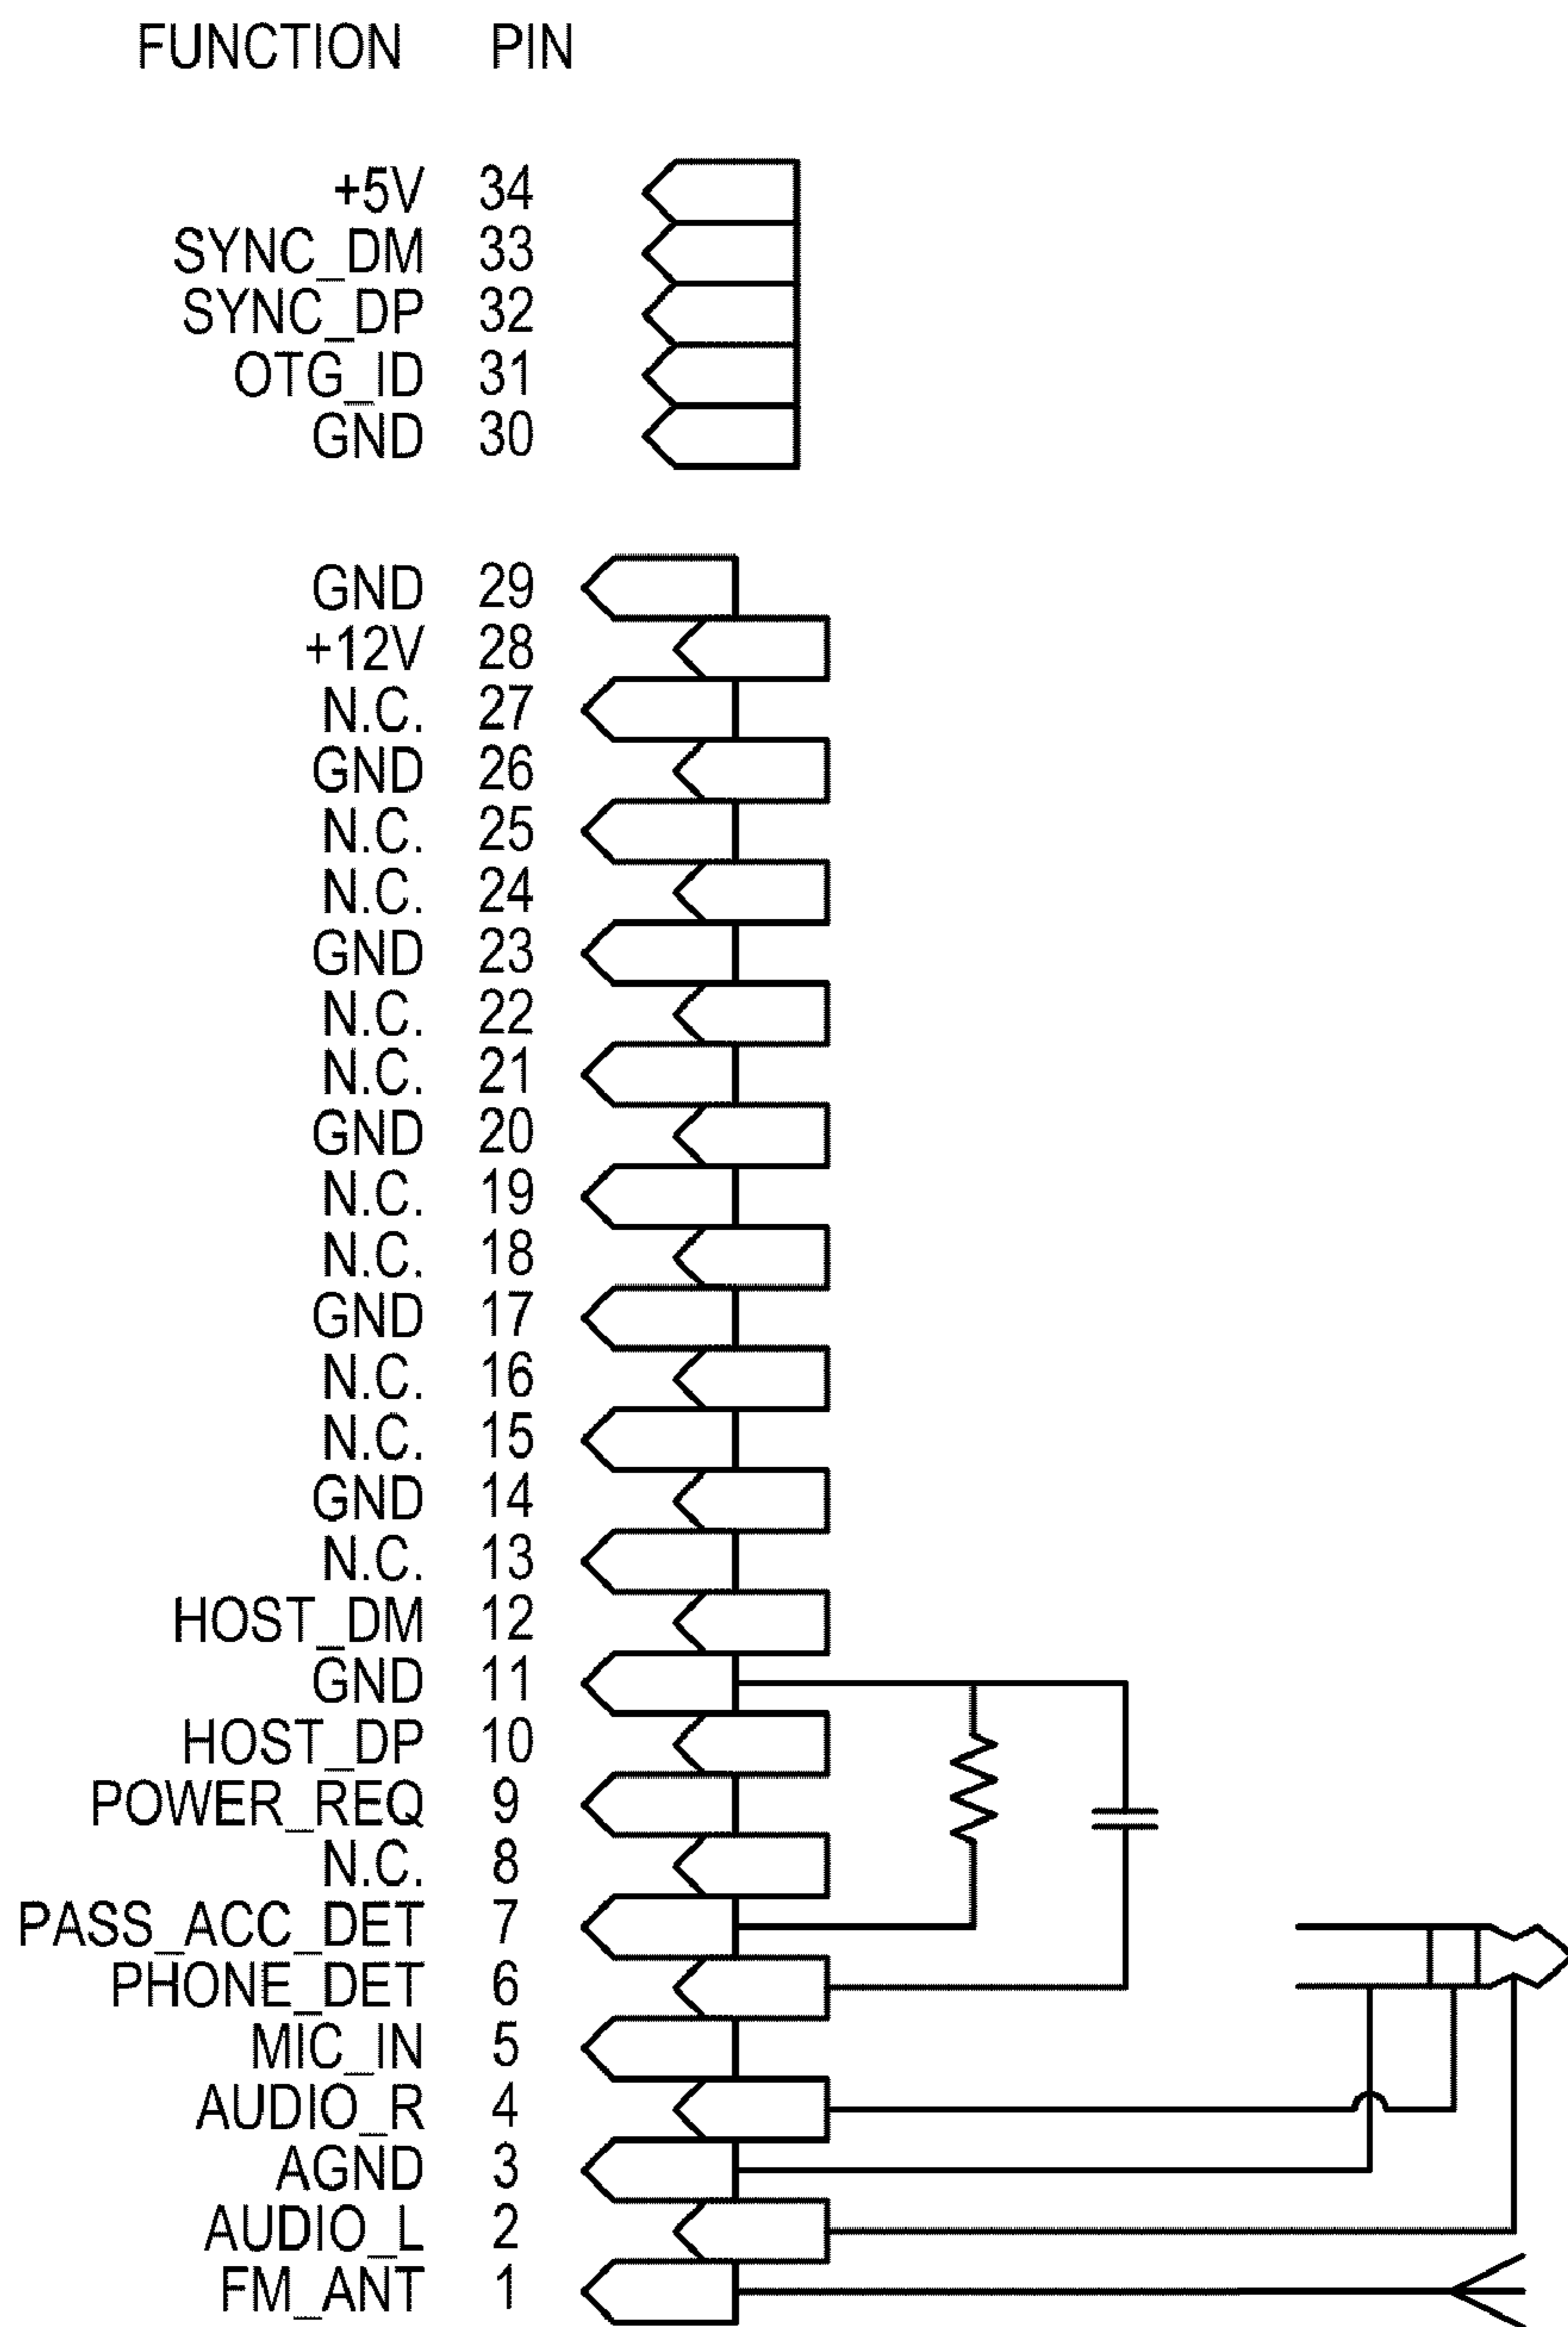 FUNCTION PIN
+5V 34
SYNC_DM 33
SYNC_DP 32
OTG_ID 31
GND 30
GND 29
+12V 28
N.C. 27
GND 26
N.C. 25
N.C. 24
GND 23
N.C. 22
N.C. 21
GND 20
N.C. 19
N.C. 18
GND 17
N.C. 16
N.C. 15
GND 14
N.C. 13
HOST_DM 12
GND 11
HOST_DP 10
POWER_REQ 9
N.C. 8
PASS_ACC_DET 7
PHONE_DET 6
MIC_IN 5
AUDIO_R 4
AGND 3
AUDIO_L 2
FM_ANT 1